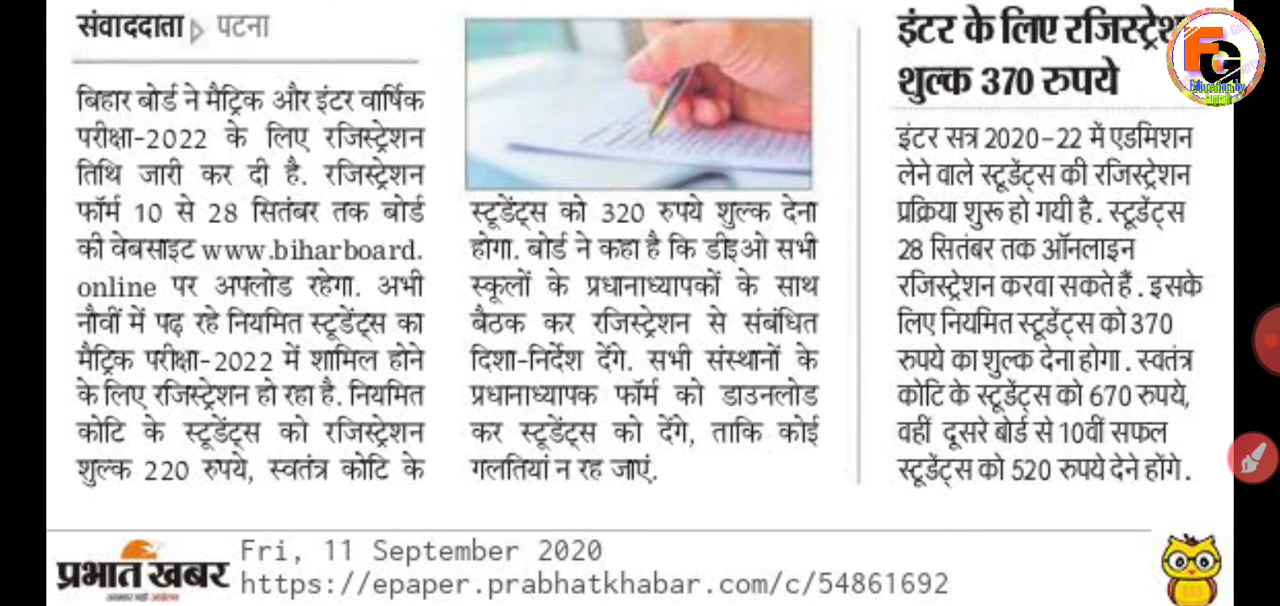 संवाददाता ▷ पटना
बिहार बोर्ड ने मैट्रिक और इंटर वार्षिक
परीक्षा-2022 के लिए रजिस्ट्रेशन
तिथि जारी कर दी है. रजिस्ट्रेशन
फॉर्म 10 से 28 सितंबर तक बोर्ड
की वेबसाइट www.biharboard.
online पर अपलोड रहेगा. अभी
नौवीं में पढ़ रहे नियमित स्टूडेंट्स का
मैट्रिक परीक्षा-2022 में शामिल होने
के लिए रजिस्ट्रेशन हो रहा है. नियमित
कोटि के स्टूडेंट्स को रजिस्ट्रेशन
शुल्क 220 रुपये, स्वतंत्र कोटि के
स्टूडेंट्स को 320 रुपये शुल्क देना
होगा. बोर्ड ने कहा है कि डीइओ सभी
स्कूलों के प्रधानाध्यापकों के साथ
बैठक कर रजिस्ट्रेशन से संबंधित
दिशा-निर्देश देंगे. सभी संस्थानों के
प्रधानाध्यापक फॉर्म को डाउनलोड
कर स्टूडेंट्स को देंगे, ताकि कोई
गलतियां न रह जाएं.
इंटर के लिए रजिस्ट्रेश
शुल्क 370 रुपये
इंटर सत्र 2020-22 में एडमिशन
लेने वाले स्टूडेंट्स की रजिस्ट्रेशन
प्रक्रिया शुरू हो गयी है. स्टूडेंट्स
28 सितंबर तक ऑनलाइन
रजिस्ट्रेशन करवा सकते हैं. इसके
लिए नियमित स्टूडेंट्स को 370
रुपये का शुल्क देना होगा. स्वतंत्र
कोटि के स्टूडेंट्स को 670 रुपये,
वहीं दूसरे बोर्ड से 10वीं सफल
स्टूडेंट्स को 520 रुपये देने होंगे.
FG
Education by
प्रभात खबर
Fri, 11 September 2020
https://epaper.prabhatkhabar.com/c/54861692